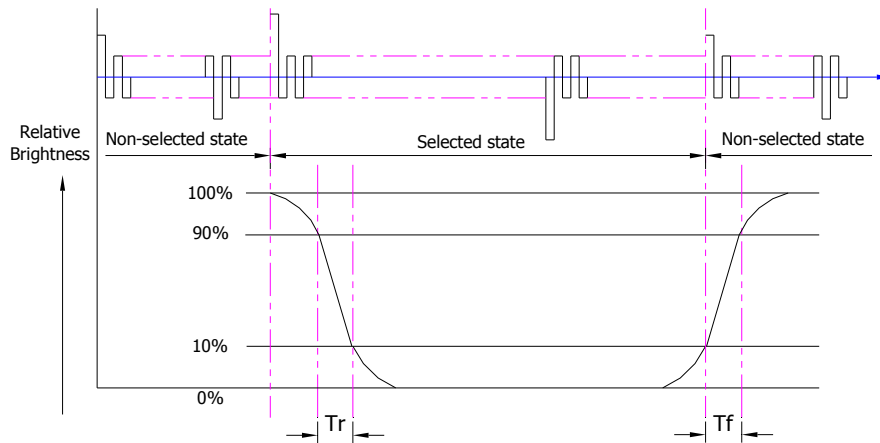 Relative
Brightness
Non-selected state
Selected state
Non-selected state
100%
90%
10%
0%
Tr
Tf